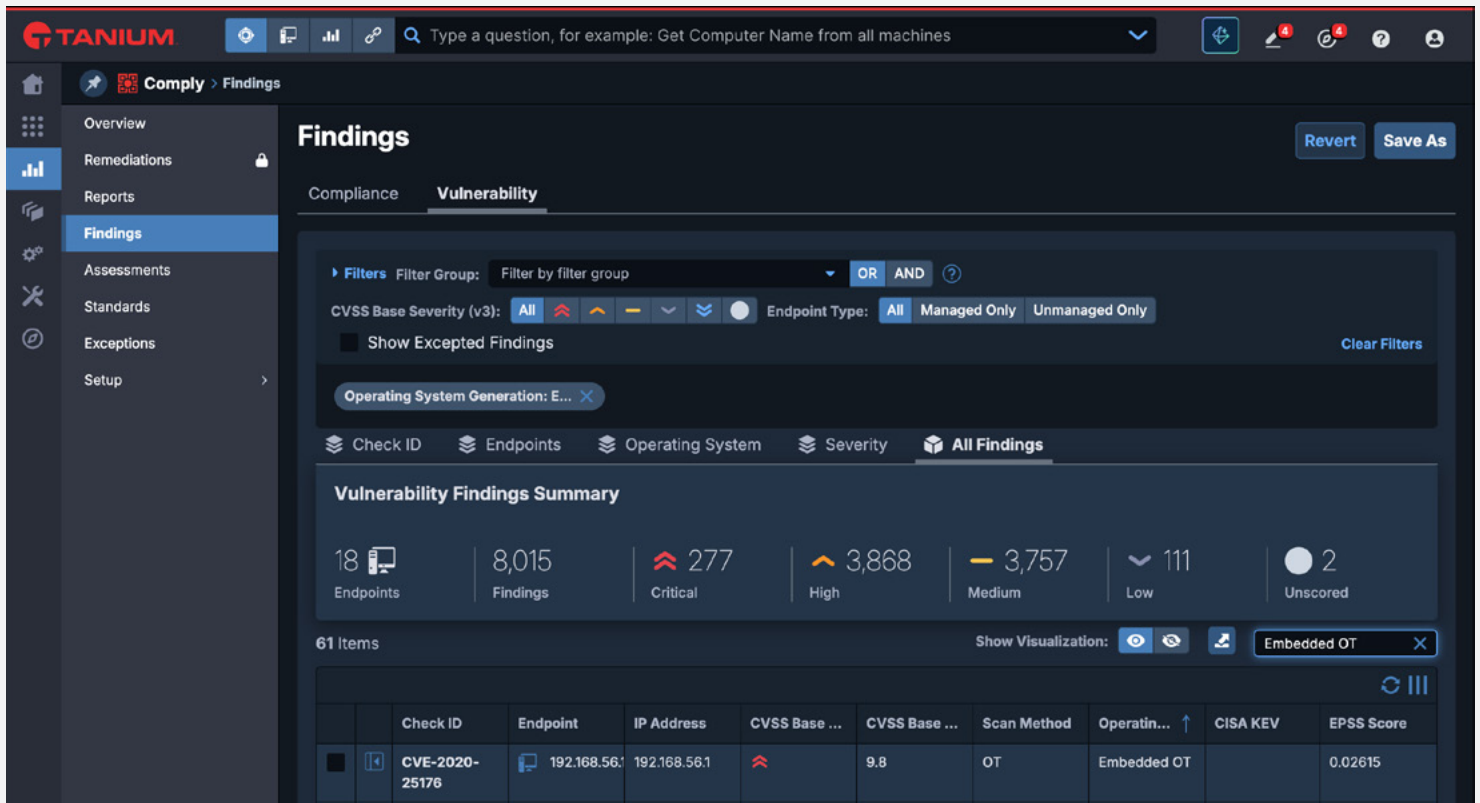 TANIUM
Type a question, for example: Get Computer Name from all machines
4
4
?
Comply > Findings
Overview
Remediations
Reports
Findings
Assessments
Standards
Exceptions
Setup
Findings
Revert
Save As
Compliance
Vulnerability
Filters Filter Group: Filter by filter group OR AND ?
CVSS Base Severity (v3): All Endpoint Type: All Managed Only Unmanaged Only
Show Excepted Findings
Clear Filters
Operating System Generation: E...
Check ID Endpoints Operating System Severity All Findings
Vulnerability Findings Summary
18 8,015 277 3,868 3,757 111 2
Endpoints Findings Critical High Medium Low Unscored
61 Items
Show Visualization:
Embedded OT
Check ID Endpoint IP Address CVSS Base ... CVSS Base ... Scan Method Operatin... CISA KEV EPSS Score
CVE-2020- 192.168.56.1 192.168.56.1 9.8 OT Embedded OT 0.02615
25176